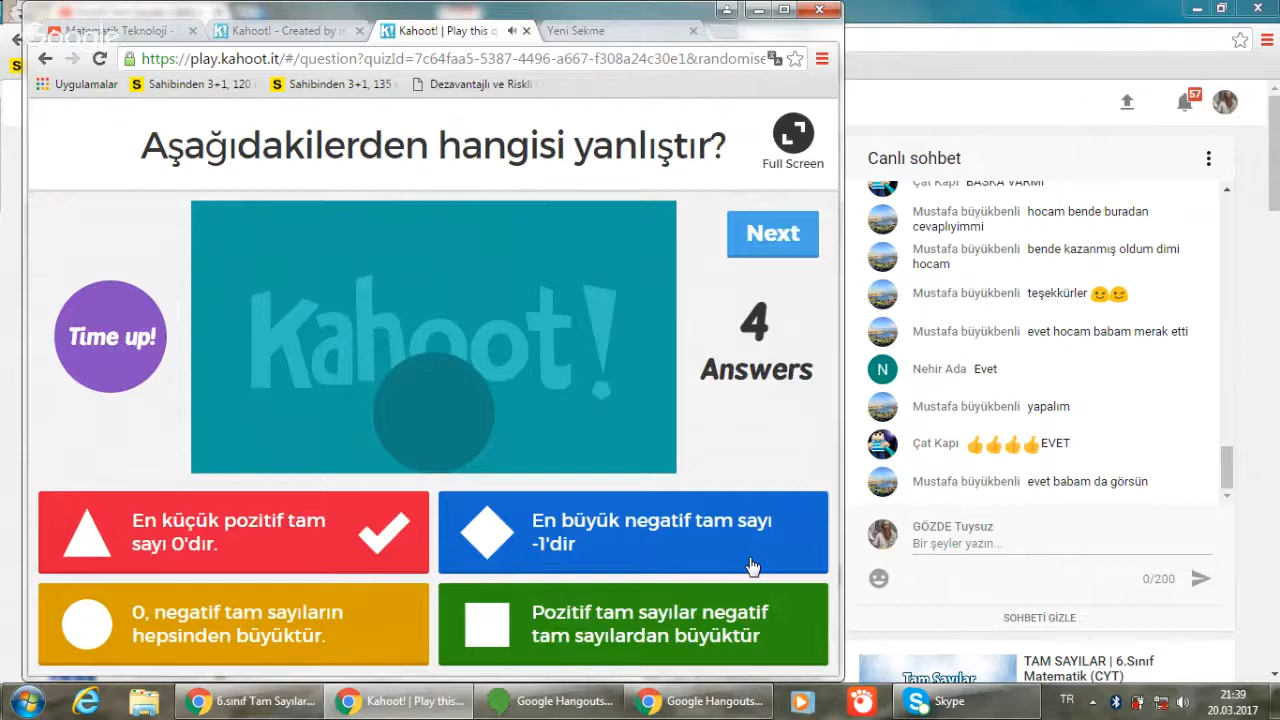 Matematik Teknoloji -
Kahoot! - Created by
Kahoot! | Play this q
Yeni Sekme
Google
https://play.kahoot.it/#/question?quizId=7c64faa5-5387-4496-a667-f308a24c30e1&randomise
Uygulamalar
S Sahibinden 3+1, 120
S Sahibinden 3+1, 135
Dezavantajlı ve Riskli
Aşağıdakilerden hangisi yanlıştır?
Full Screen
Next
Kahoot!
Time up!
4
Answers
En küçük pozitif tam
sayı 0'dır.
En büyük negatif tam sayı
-1'dir
0, negatif tam sayıların
hepsinden büyüktür.
Pozitif tam sayılar negatif
tam sayılardan büyüktür
57
Canlı sohbet
Çat Kapı BAŞKA VARMI
Mustafa büyükbenli hocam bende buradan
cevaplıyimmi
Mustafa büyükbenli bende kazanmış oldum dimi
hocam
Mustafa büyükbenli teşekkürler
Mustafa büyükbenli evet hocam babam merak etti
N Nehir Ada Evet
Mustafa büyükbenli yapalım
Çat Kapı EVET
Mustafa büyükbenli evet babam da görsün
GÖZDE Tuysuz
Bir şeyler yazın...
0/200
SOHBETİ GİZLE
Tam Sayılar
TAM SAYILAR | 6.Sınıf
Matematik (CYT)
6.sınıf Tam Sayılar...
Kahoot! | Play this...
Google Hangouts...
Google Hangouts...
Skype
TR
21:39
20.03.2017